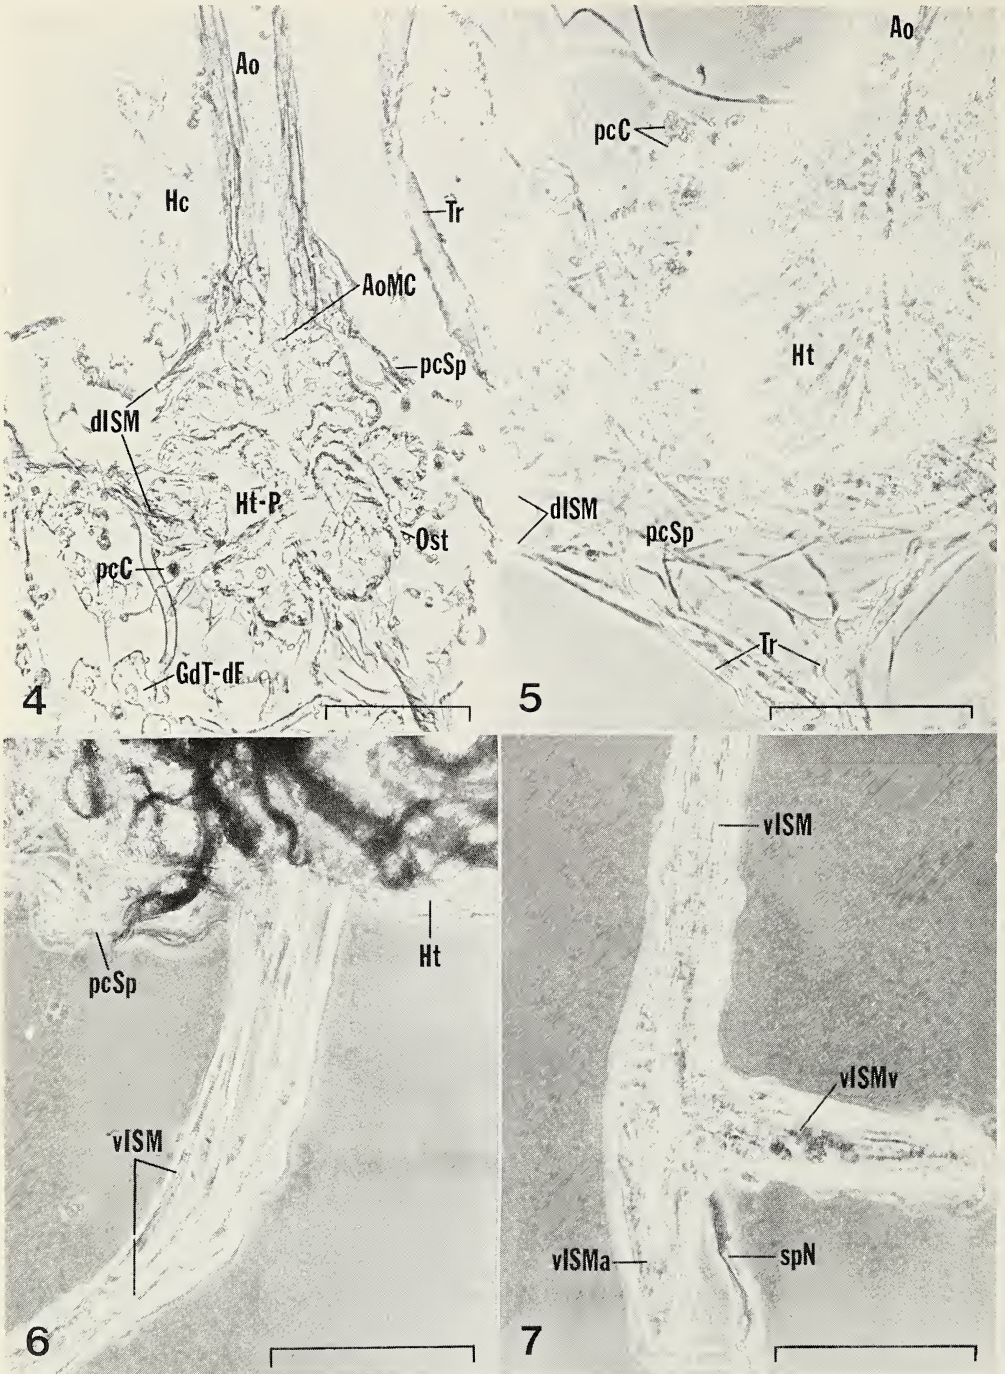 Ao
Hc
Tr
AoMC
pcSp
dISM
Ht-P
Ost
pcC
GdT-dF
4
Ao
pcC
Ht
dISM
pcSp
Tr
5
Ht
pcSp
vISM
6
vISM
vISMv
vISMa
spN
7